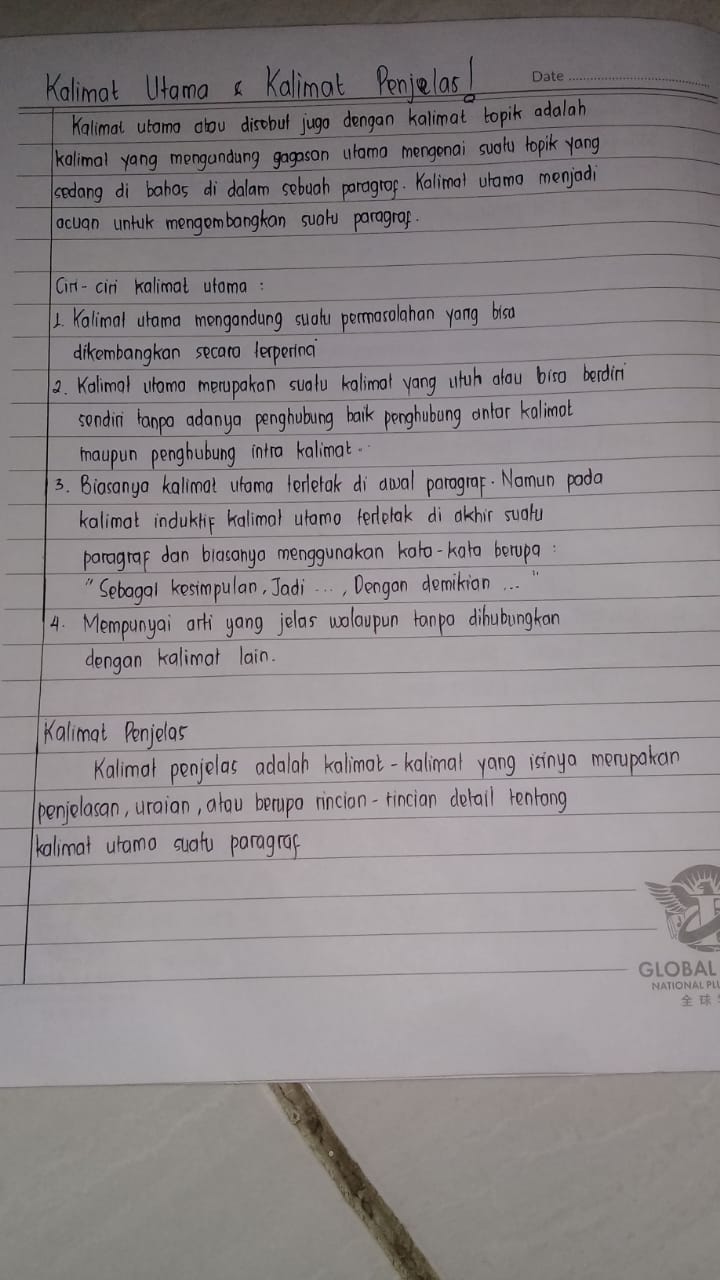 Kalimat Utama & Kalimat Penjelas!
Date
Kalimat utama atau disebut juga dengan kalimat topik adalah
kalimat yang mengandung gagasan utama mengenai suatu topik yang
sedang di bahas di dalam sebuah paragraf. Kalimat utama menjadi
acuan untuk mengembangkan suatu paragraf.
Ciri-ciri kalimat utama :
1. Kalimat utama mengandung suatu permasalahan yang bisa
dikembangkan secara terperinci
2. Kalimat utama merupakan suatu kalimat yang utuh atau bisa berdiri
sendiri tanpa adanya penghubung baik penghubung antar kalimat
maupun penghubung intra kalimat.
3. Biasanya kalimat utama terletak di awal paragraf. Namun pada
kalimat induktif kalimat utama terletak di akhir suatu
paragraf dan biasanya menggunakan kata-kata berupa :
"Sebagai kesimpulan, Jadi ..., Dengan demikian ..."
4. Mempunyai arti yang jelas walaupun tanpa dihubungkan
dengan kalimat lain.
Kalimat Penjelas
Kalimat penjelas adalah kalimat-kalimat yang isinya merupakan
penjelasan, uraian, atau berupa rincian-rincian detail tentang
kalimat utama suatu paragraf
GLOBAL
NATIONAL PLU
全球